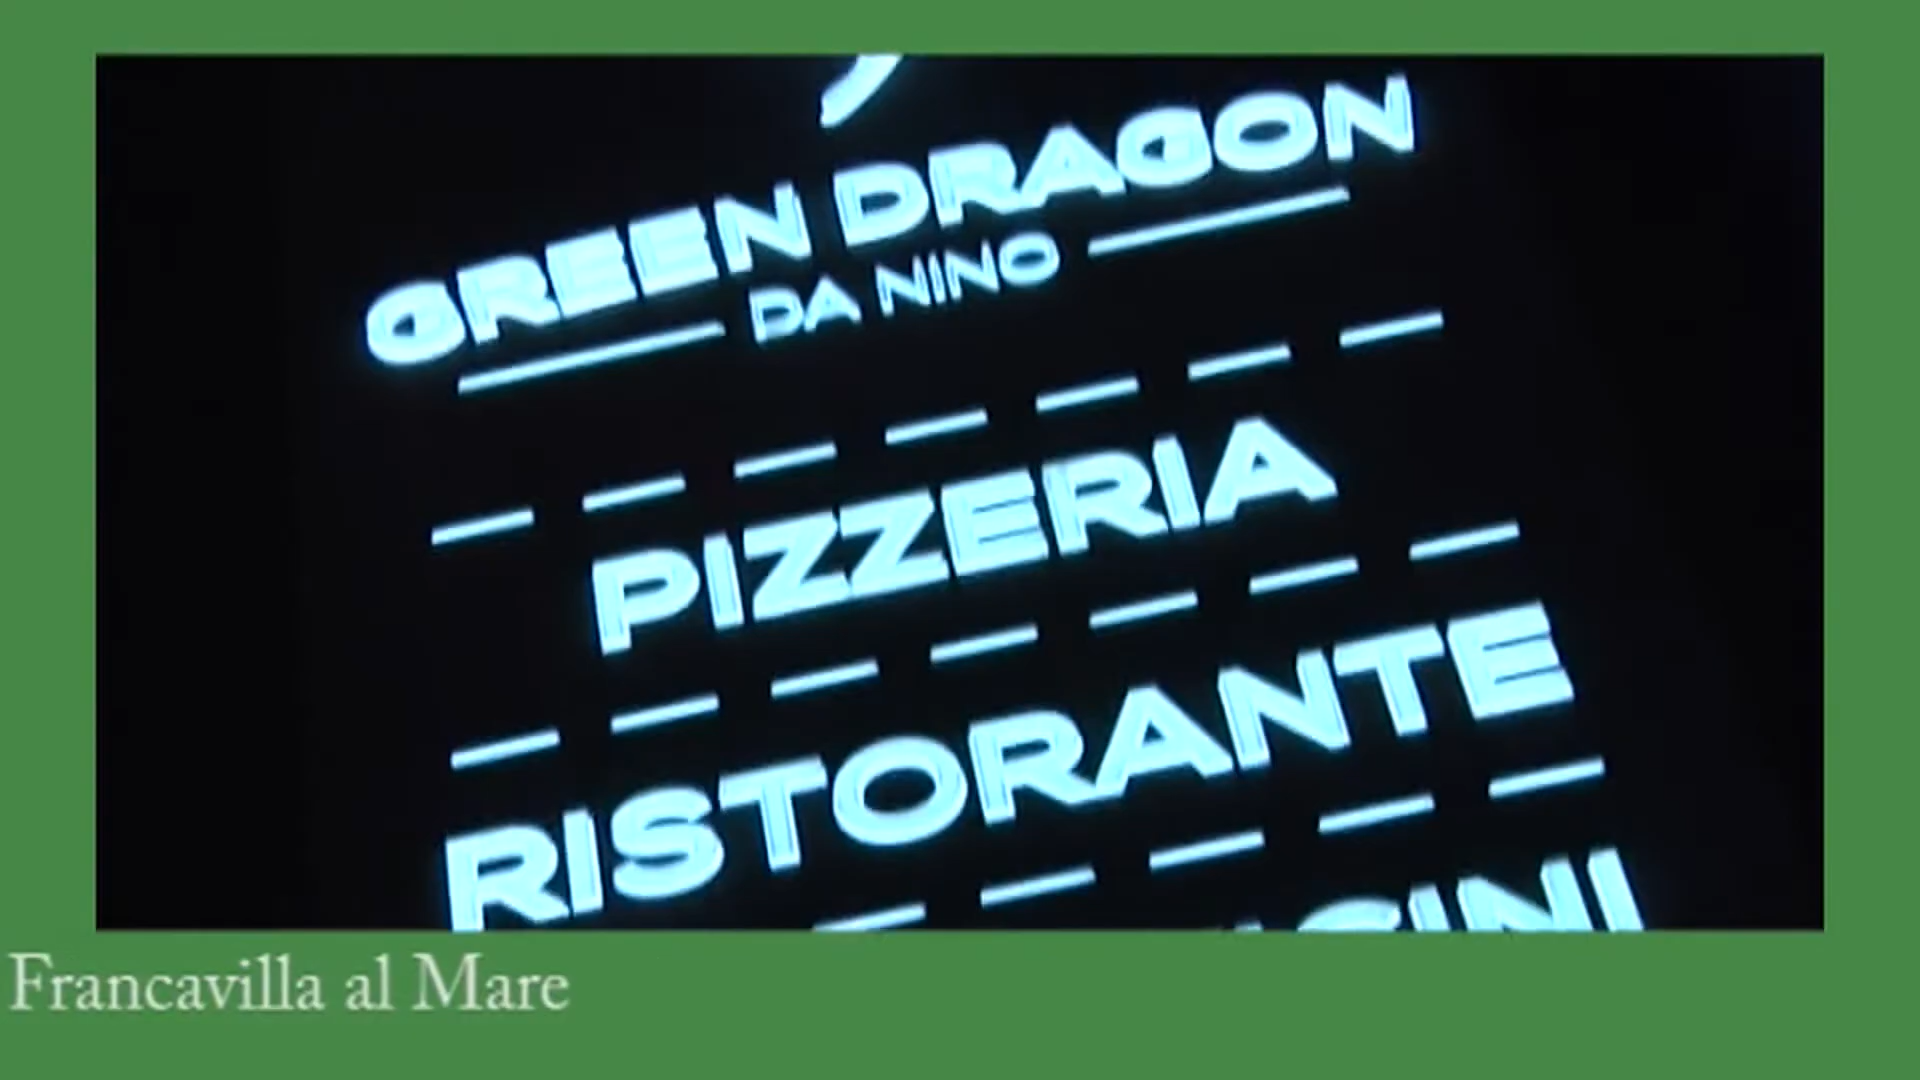 GREEN DRAGON
DA NINO
PIZZERIA
RISTORANTE
Francavilla al Mare